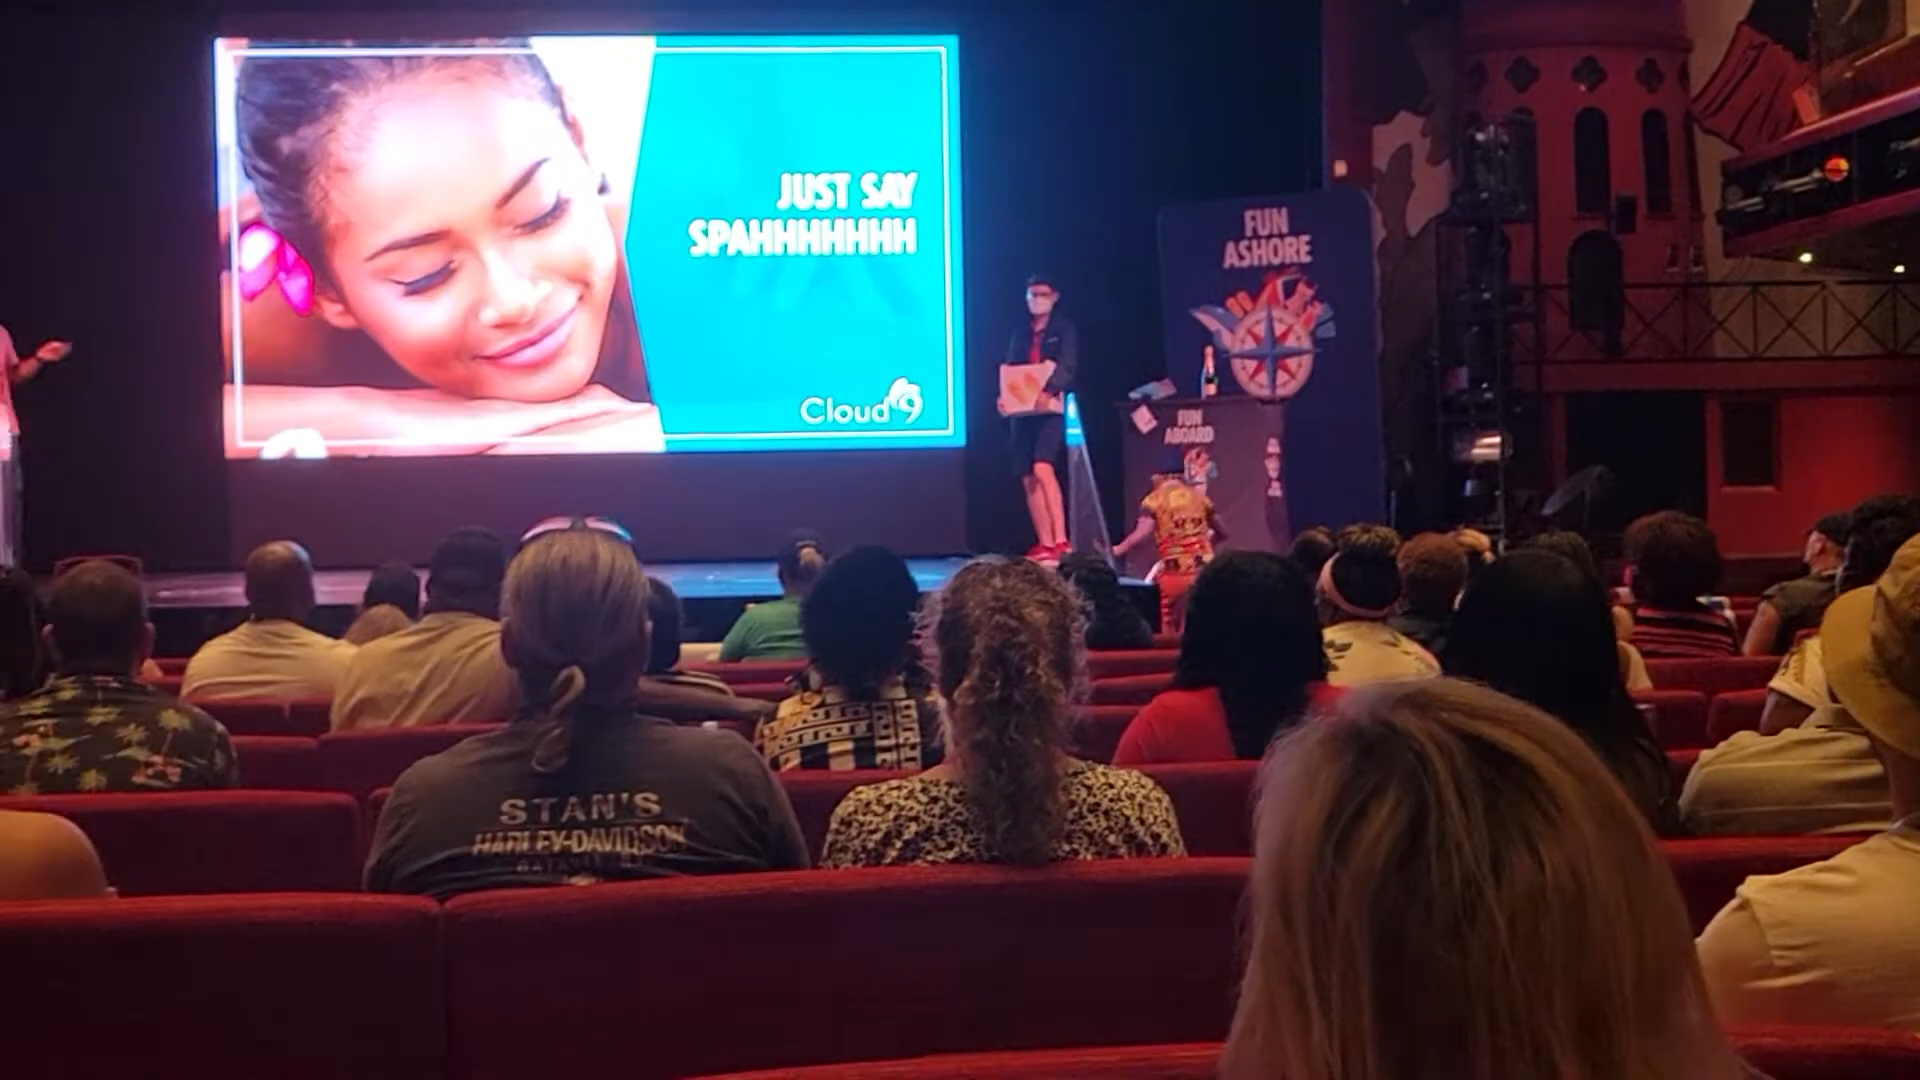 JUST SAY
SPAHHHHHHH
Cloud 9
FUN
ASHORE
FUN
ABOARD
STAN'S
HARLEY-DAVIDSON